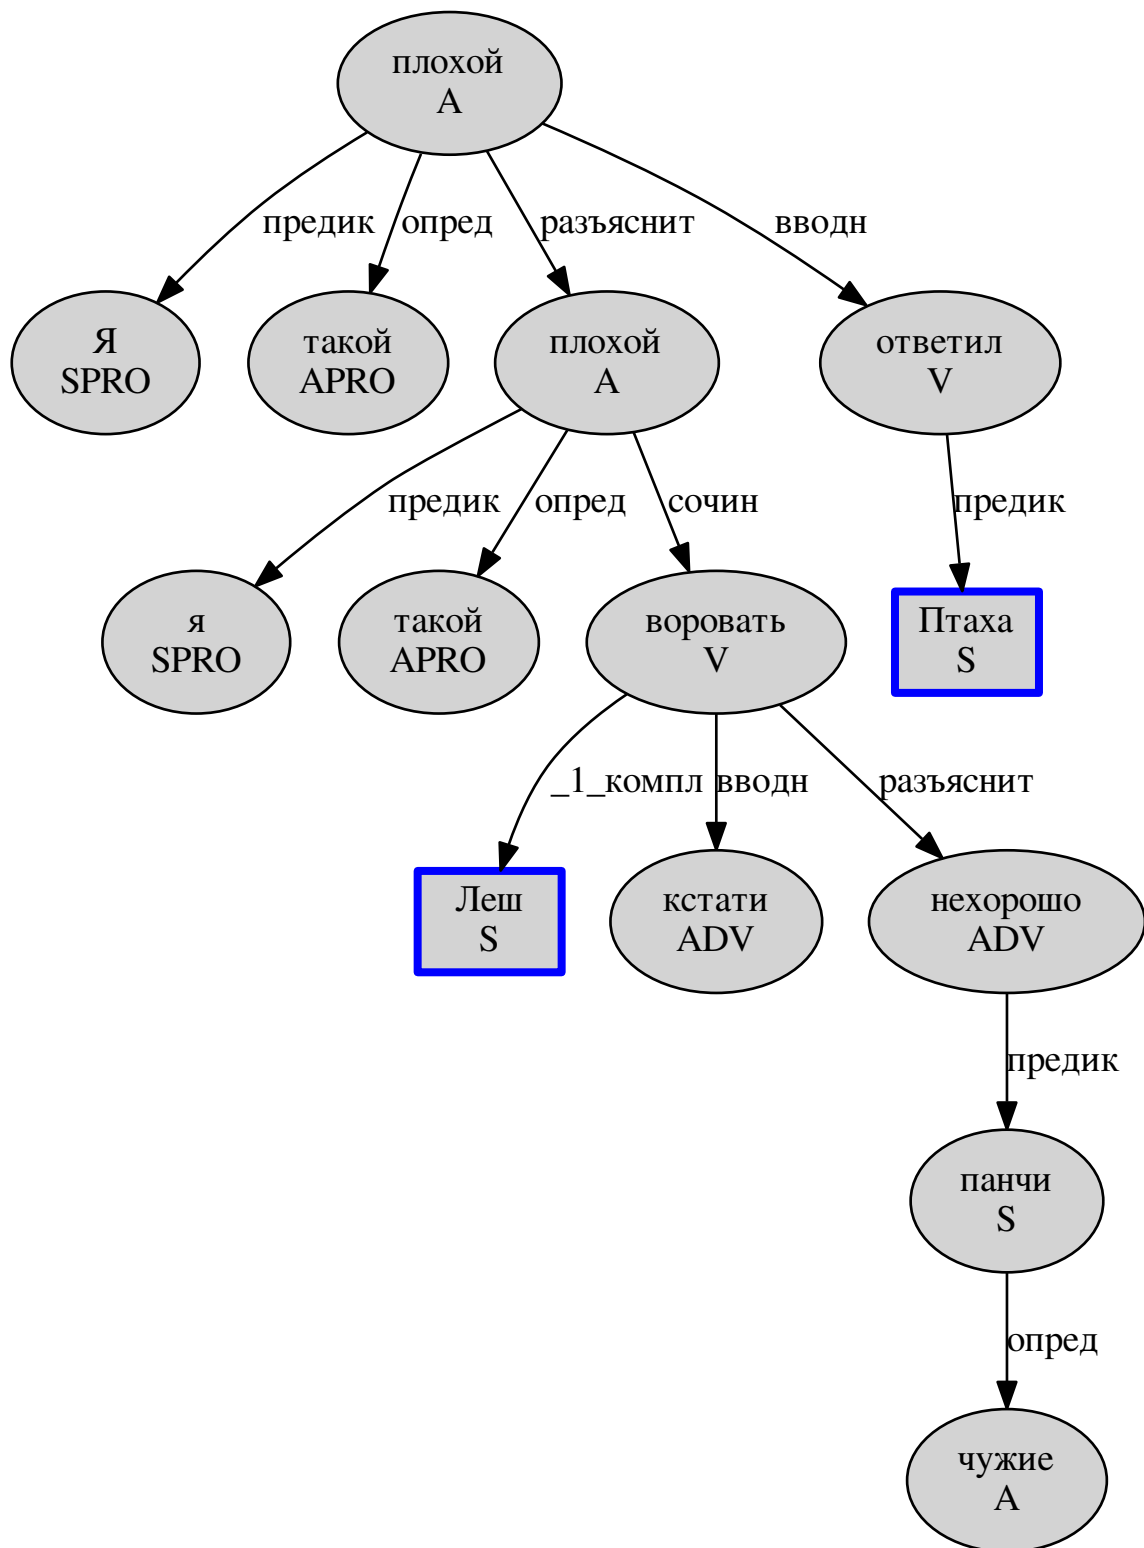 плохой
A
предик
опред
разъяснит
вводн
Я
SPRO
такой
APRO
плохой
A
ответил
V
предик
опред
сочин
предик
я
SPRO
такой
APRO
воровать
V
Птаха
S
_1_компл
вводн
разъяснит
Леш
S
кстати
ADV
нехорошо
ADV
предик
панчи
S
опред
чужие
A